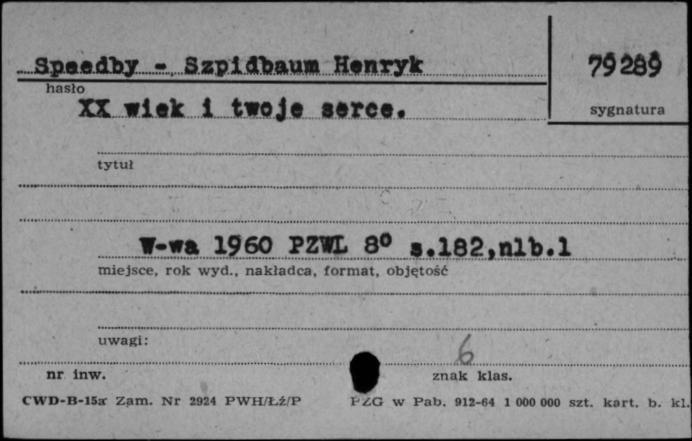 Speedby - Szpidbaum Henryk
79289
hasło
XX wiek i twoje serce.
sygnatura
tytuł
W-wa 1960 PZWL 8° s.182,nlb.1
miejsce, rok wyd., nakładca, format, objętość
uwagi:
6
nr inw.
znak klas.
CWD-B-15a Zam. Nr 2924 PWH/Łź/P
PZG w Pab. 912-64 1 000 000 szt. kart. b. kl.